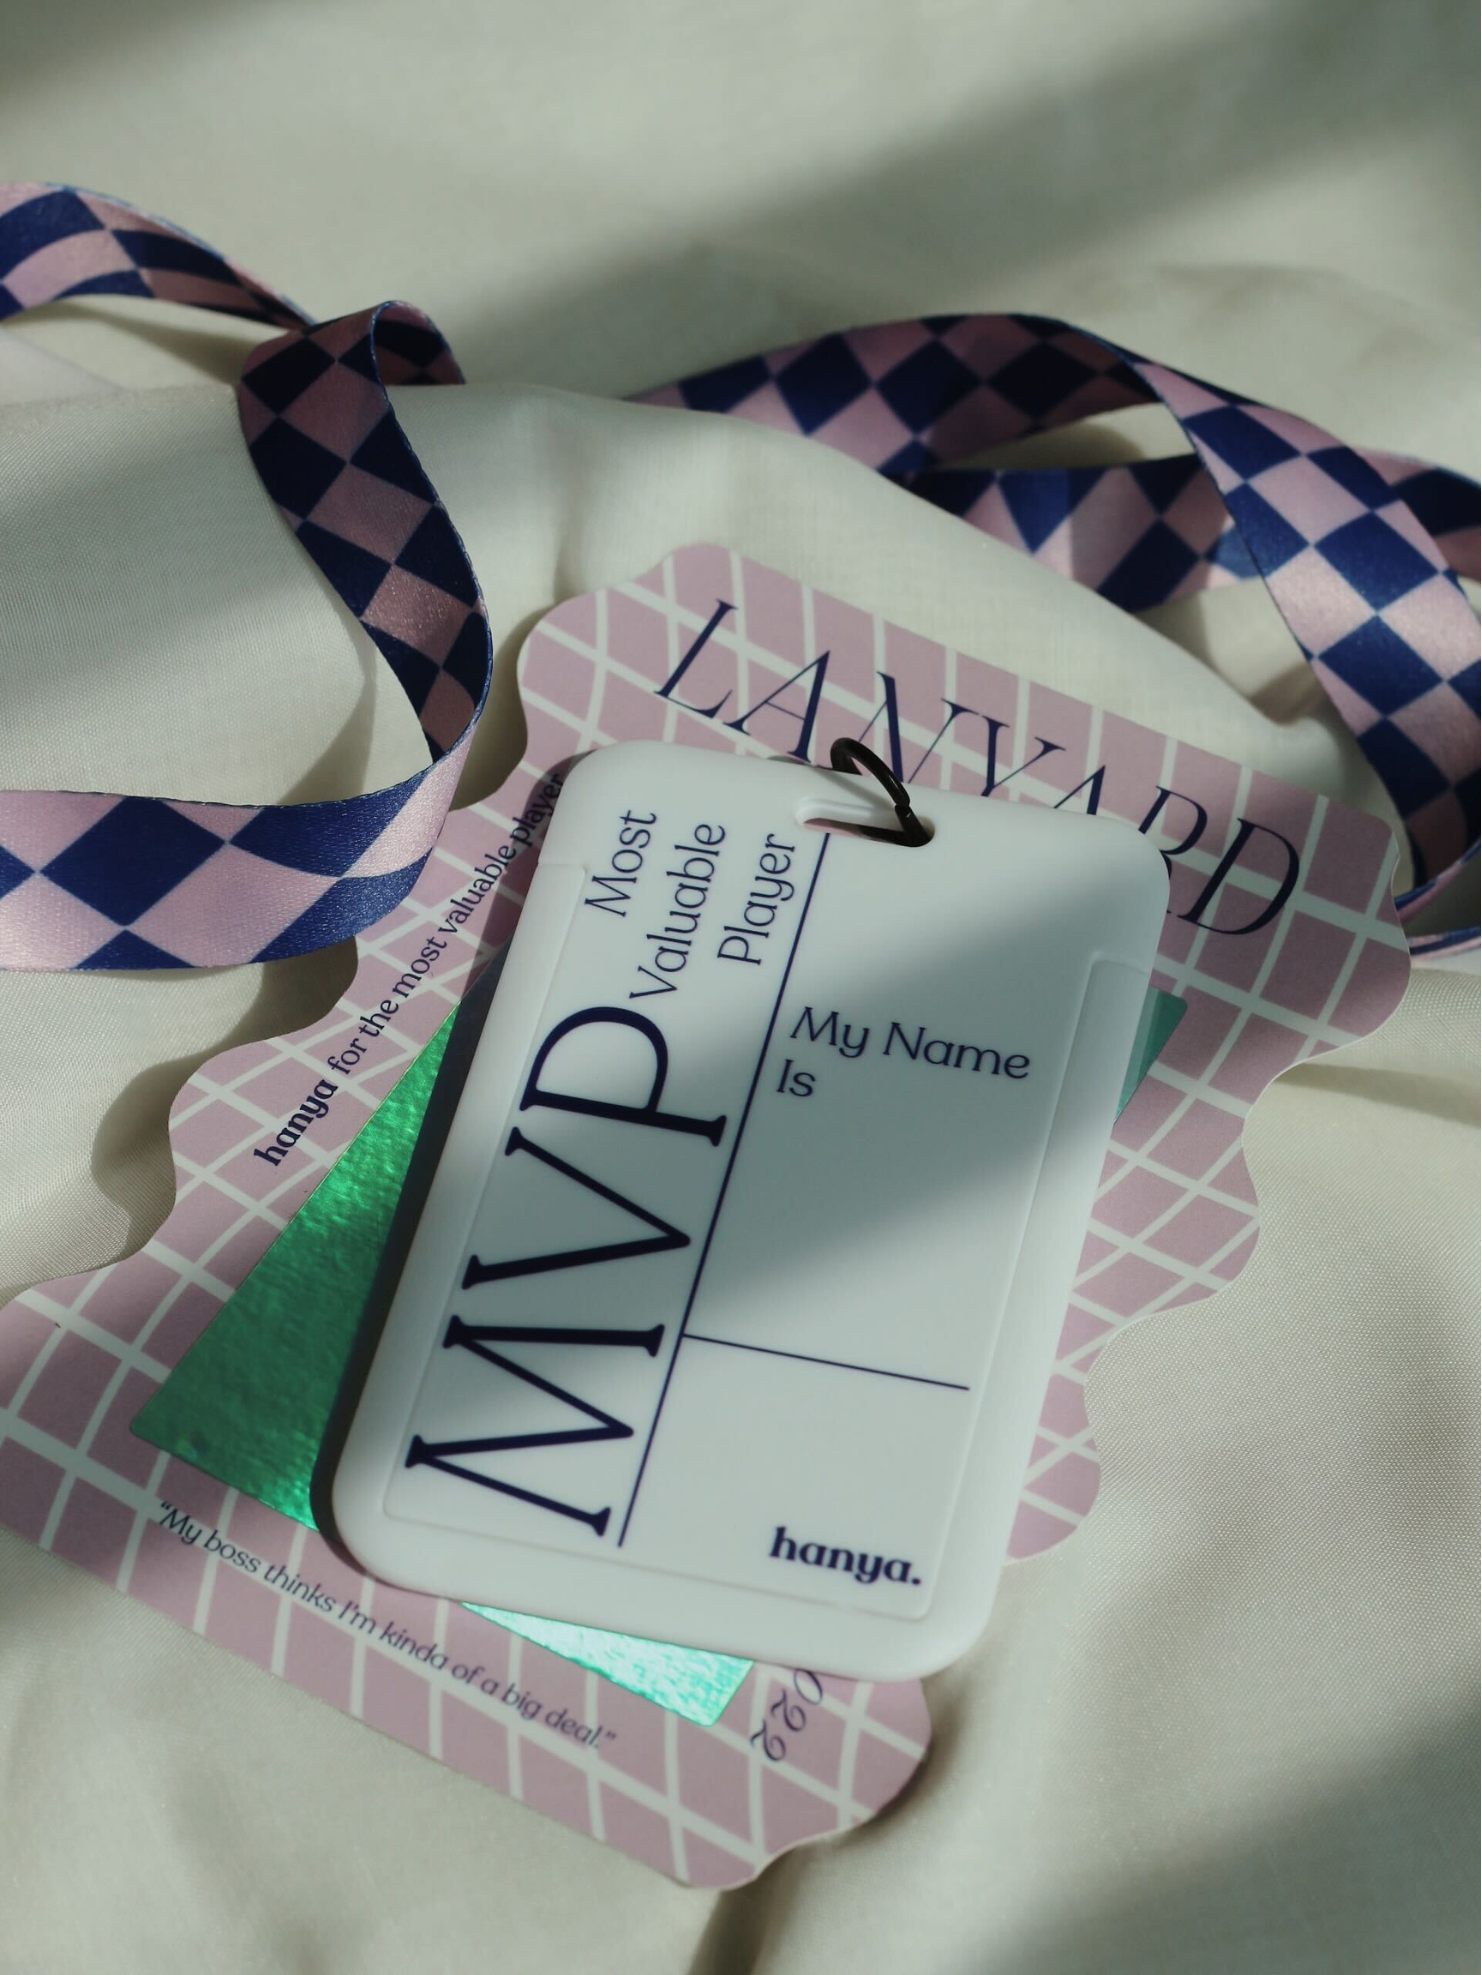 LANYARD
hanya for the most valuable player
Most
Valuable
Player
MVP
My Name
Is
hanya.
"My boss thinks I'm kinda of a big deal."
022